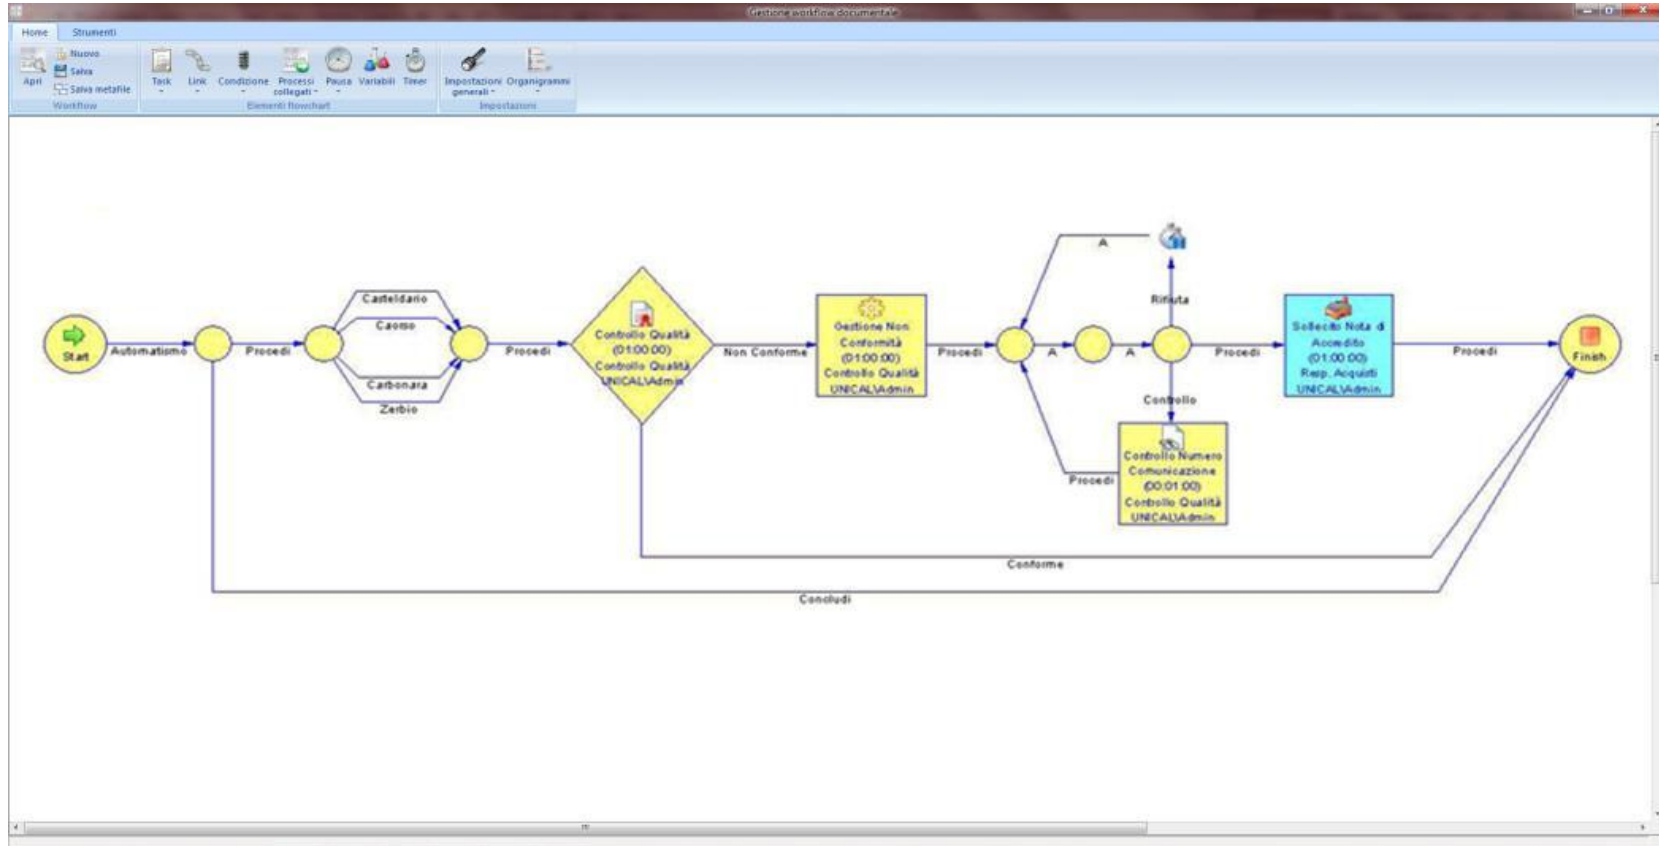 Gestione workflow documentale
Home Strumenti
Apri
Nuovo
Salva
Salva metafile
Workflow
Task
Link
Condizione
Processi
collegati
Pausa
Variabili
Timer
Elementi flowchart
Impostazioni
generali
Organigrammi
Impostazioni
Start
Automatismo
Procedi
Casteldario
Caorso
Carbonara
Zerbio
Procedi
Controllo Qualità
(01:00:00)
Controllo Qualità
UNICAL\Admin
Non Conforme
Gestione Non
Conformità
(01:00:00)
Controllo Qualità
UNICAL\Admin
Procedi
A
A
A
Rifiuta
Controllo
Controllo Numero
Comunicazione
(00:01:00)
Controllo Qualità
UNICAL\Admin
Procedi
Procedi
Sollecito Nota di
Accredito
(01:00:00)
Resp. Acquisti
UNICAL\Admin
Procedi
Finish
Conforme
Concludi